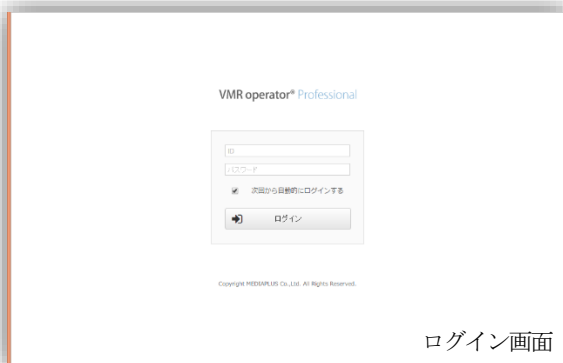 VMR operator® Professional
ID
パスワード
次回から自動的にログインする
ログイン
Copyright MEDIAPLUS Co.,Ltd. All Rights Reserved.
ログイン画面